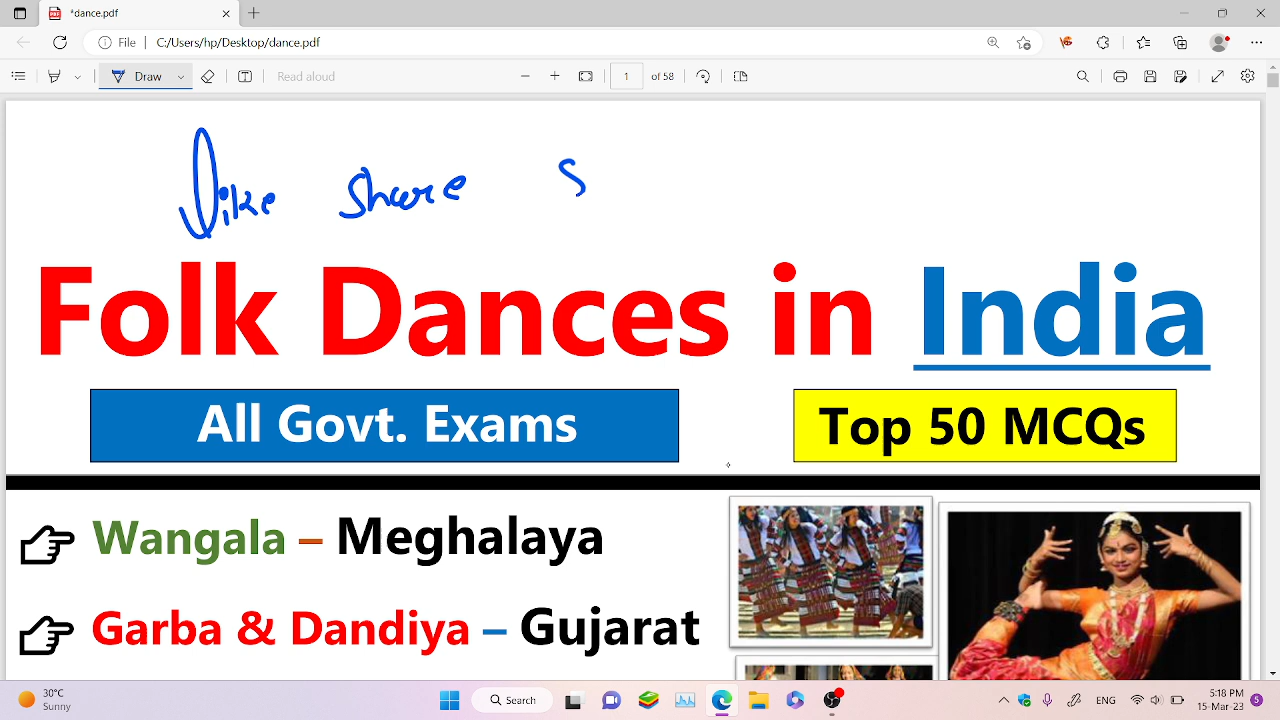 *dance.pdf
File C:/Users/hp/Desktop/dance.pdf
Draw Read aloud 1 of 58
like share s
Folk Dances in India
All Govt. Exams Top 50 MCQs
Wangala – Meghalaya
Garba & Dandiya – Gujarat
30°C
Sunny
Search
ENG
5:18 PM
15-Mar-23
5